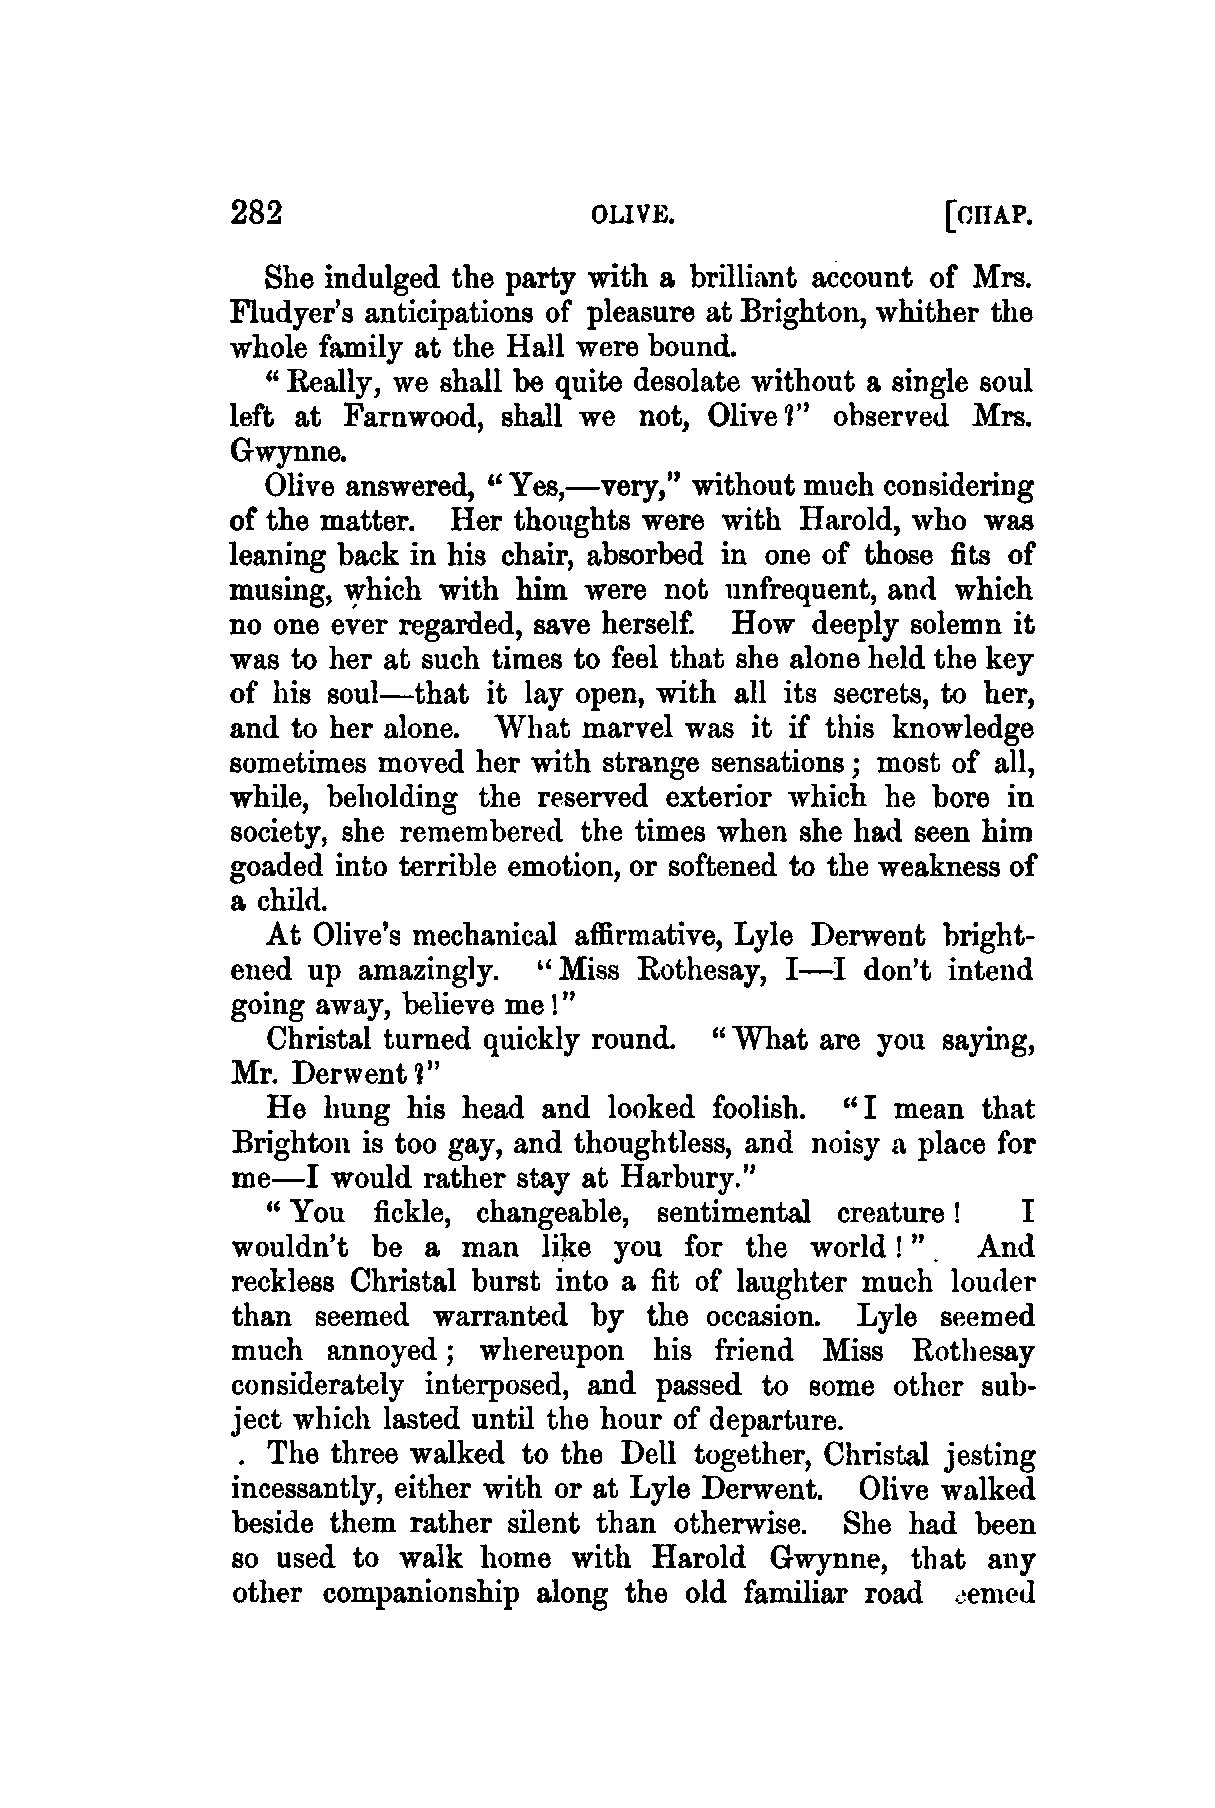 282 OLIVE. [CHAP.
She indulged the party with a brilliant account of Mrs.
Fludyer's anticipations of pleasure at Brighton, whither the
whole family at the Hall were bound.
"Really, we shall be quite desolate without a single soul
left at Farnwood, shall we not, Olive?" observed Mrs.
Gwynne.
Olive answered, "Yes,—very," without much considering
of the matter. Her thoughts were with Harold, who was
leaning back in his chair, absorbed in one of those fits of
musing, which with him were not unfrequent, and which
no one ever regarded, save herself. How deeply solemn it
was to her at such times to feel that she alone held the key
of his soul—that it lay open, with all its secrets, to her,
and to her alone. What marvel was it if this knowledge
sometimes moved her with strange sensations; most of all,
while, beholding the reserved exterior which he bore in
society, she remembered the times when she had seen him
goaded into terrible emotion, or softened to the weakness of
a child.
At Olive's mechanical affirmative, Lyle Derwent bright-
ened up amazingly. "Miss Rothesay, I—I don't intend
going away, believe me!"
Christal turned quickly round. "What are you saying,
Mr. Derwent?"
He hung his head and looked foolish. "I mean that
Brighton is too gay, and thoughtless, and noisy a place for
me—I would rather stay at Harbury."
"You fickle, changeable, sentimental creature! I
wouldn't be a man like you for the world!" And
reckless Christal burst into a fit of laughter much louder
than seemed warranted by the occasion. Lyle seemed
much annoyed; whereupon his friend Miss Rothesay
considerately interposed, and passed to some other sub-
ject which lasted until the hour of departure.
The three walked to the Dell together, Christal jesting
incessantly, either with or at Lyle Derwent. Olive walked
beside them rather silent than otherwise. She had been
so used to walk home with Harold Gwynne, that any
other companionship along the old familiar road seemed